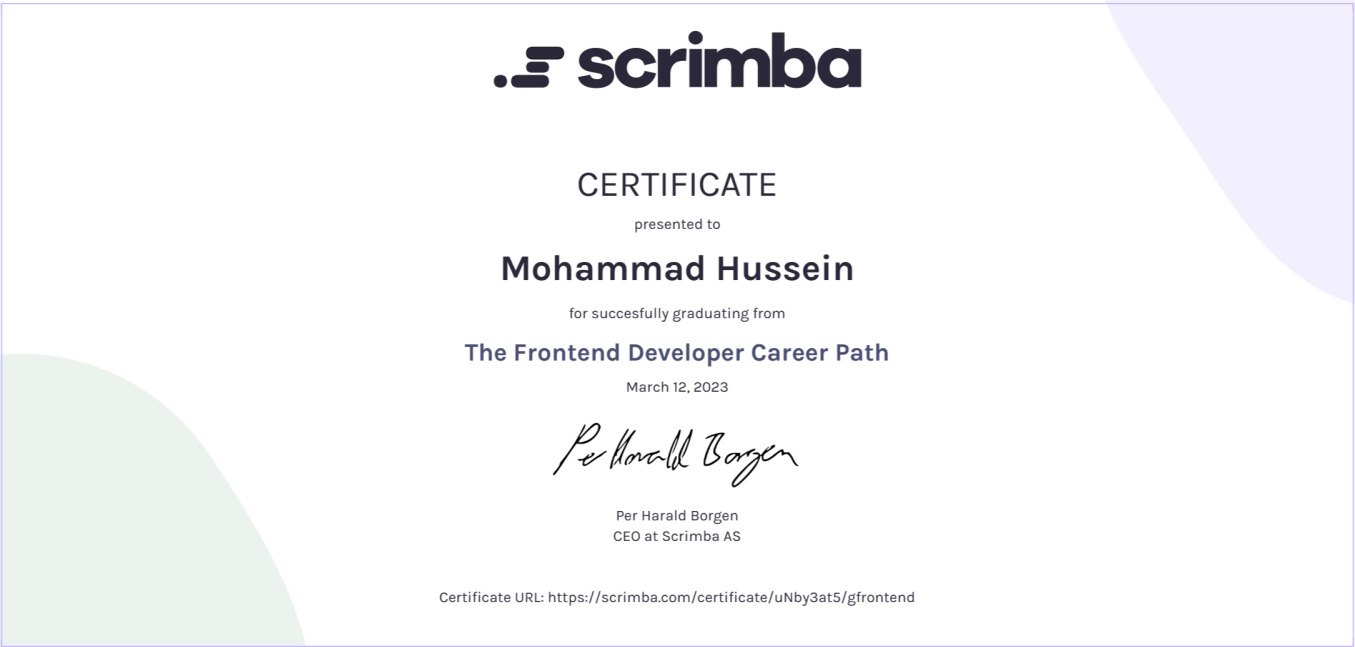 scrimba
CERTIFICATE
presented to
Mohammad Hussein
for succesfully graduating from
The Frontend Developer Career Path
March 12, 2023
Per Harald Borgen
Per Harald Borgen
CEO at Scrimba AS
Certificate URL: https://scrimba.com/certificate/uNby3at5/gfrontend